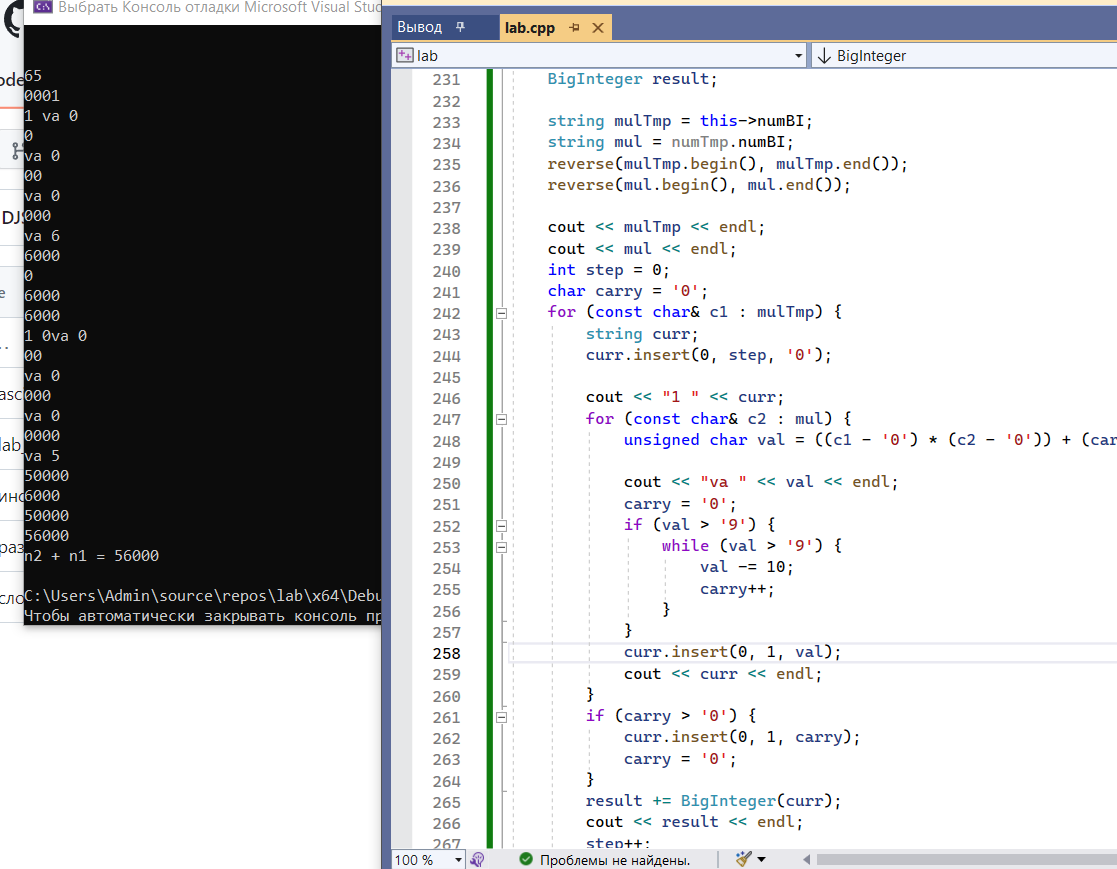 Выбрать Консоль отладки Microsoft Visual Stud
65
0001
1 va 0
0
va 0
00
va 0
000
va 6
6000
0
6000
6000
1 0va 0
00
va 0
000
va 0
0000
va 5
50000
6000
50000
56000
n2 + n1 = 56000
C:\Users\Admin\source\repos\lab\x64\Debu
Чтобы автоматически закрывать консоль пр
Вывод lab.cpp
lab BigInteger
231 BigInteger result;
232
233 string mulTmp = this->numBI;
234 string mul = numTmp.numBI;
235 reverse(mulTmp.begin(), mulTmp.end());
236 reverse(mul.begin(), mul.end());
237
238 cout << mulTmp << endl;
239 cout << mul << endl;
240 int step = 0;
241 char carry = '0';
242 for (const char& c1 : mulTmp) {
243 string curr;
244 curr.insert(0, step, '0');
245
246 cout << "1 " << curr;
247 for (const char& c2 : mul) {
248 unsigned char val = ((c1 - '0') * (c2 - '0')) + (car
249
250 cout << "va " << val << endl;
251 carry = '0';
252 if (val > '9') {
253 while (val > '9') {
254 val -= 10;
255 carry++;
256 }
257 }
258 curr.insert(0, 1, val);
259 cout << curr << endl;
260 }
261 if (carry > '0') {
262 curr.insert(0, 1, carry);
263 carry = '0';
264 }
265 result += BigInteger(curr);
266 cout << result << endl;
267 step++;
100 % Проблемы не найдены.